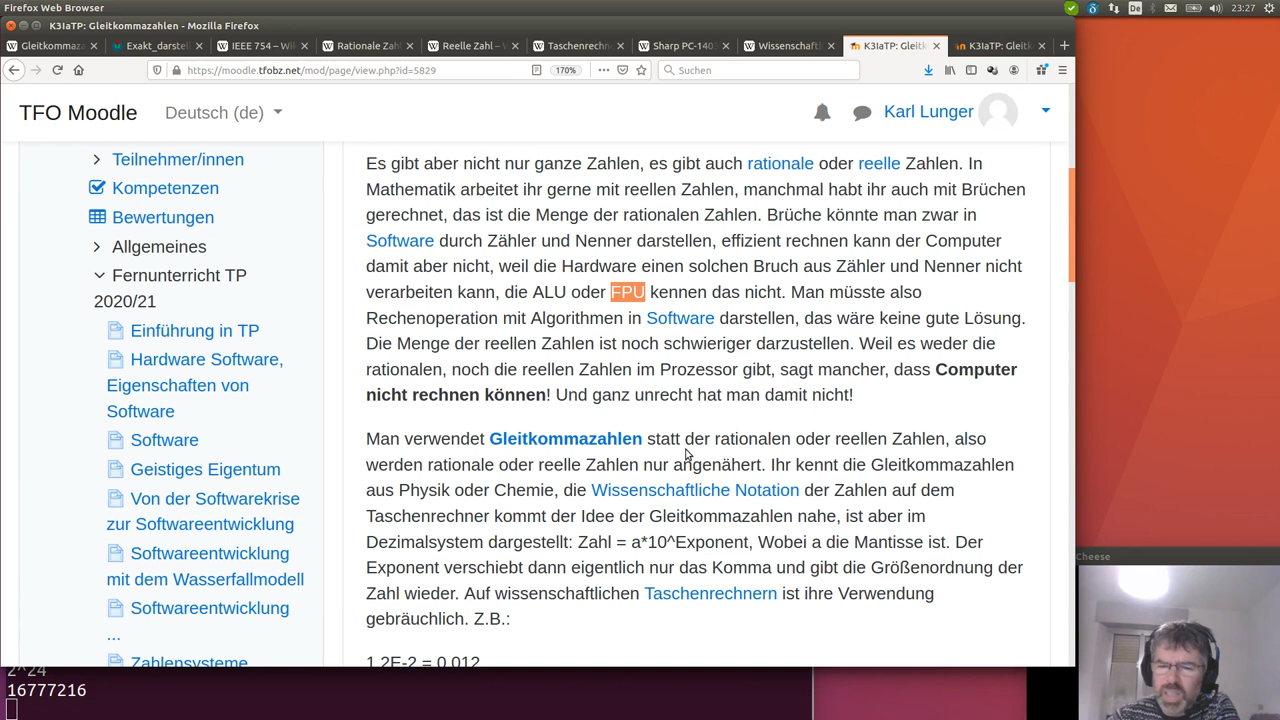 Firefox Web Browser
De
23:27
K3IaTP: Gleitkommazahlen - Mozilla Firefox
Gleitkommaz
Exakt_darstell
IEEE 754 – Wi
Rationale Zahl
Reelle Zahl – W
Taschenrechn
Sharp PC-1403
Wissenschaftl
K3IaTP: Gleitk
K3IaTP: Gleitk
https://moodle.tfobz.net/mod/page/view.php?id=5829
170%
Suchen
TFO Moodle
Deutsch (de)
Karl Lunger
Teilnehmer/innen
Kompetenzen
Bewertungen
Allgemeines
Fernunterricht TP
2020/21
Einführung in TP
Hardware Software,
Eigenschaften von
Software
Software
Geistiges Eigentum
Von der Softwarekrise
zur Softwareentwicklung
Softwareentwicklung
mit dem Wasserfallmodell
Softwareentwicklung
...
Zahlensysteme
Es gibt aber nicht nur ganze Zahlen, es gibt auch rationale oder reelle Zahlen. In
Mathematik arbeitet ihr gerne mit reellen Zahlen, manchmal habt ihr auch mit Brüchen
gerechnet, das ist die Menge der rationalen Zahlen. Brüche könnte man zwar in
Software durch Zähler und Nenner darstellen, effizient rechnen kann der Computer
damit aber nicht, weil die Hardware einen solchen Bruch aus Zähler und Nenner nicht
verarbeiten kann, die ALU oder FPU kennen das nicht. Man müsste also
Rechenoperation mit Algorithmen in Software darstellen, das wäre keine gute Lösung.
Die Menge der reellen Zahlen ist noch schwieriger darzustellen. Weil es weder die
rationalen, noch die reellen Zahlen im Prozessor gibt, sagt mancher, dass Computer
nicht rechnen können! Und ganz unrecht hat man damit nicht!
Man verwendet Gleitkommazahlen statt der rationalen oder reellen Zahlen, also
werden rationale oder reelle Zahlen nur angenähert. Ihr kennt die Gleitkommazahlen
aus Physik oder Chemie, die Wissenschaftliche Notation der Zahlen auf dem
Taschenrechner kommt der Idee der Gleitkommazahlen nahe, ist aber im
Dezimalsystem dargestellt: Zahl = a*10^Exponent, Wobei a die Mantisse ist. Der
Exponent verschiebt dann eigentlich nur das Komma und gibt die Größenordnung der
Zahl wieder. Auf wissenschaftlichen Taschenrechnern ist ihre Verwendung
gebräuchlich. Z.B.:
1.2E-2 = 0.012
Cheese
2^24
16777216